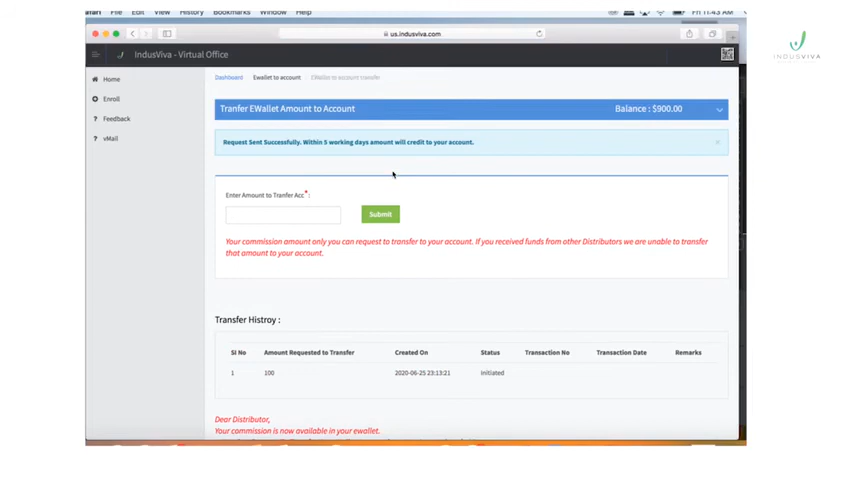 File Edit View History Bookmarks Window Help
Fri 11:43 AM
us.indusviva.com
IndusViva - Virtual Office
INDUSVIVA
Home
Enroll
Feedback
vMail
Dashboard Ewallet to account EWallet to account transfer
Tranfer EWallet Amount to Account Balance : $900.00
Request Sent Successfully. Within 5 working days amount will credit to your account.
Enter Amount to Tranfer Acc*:
Submit
Your commission amount only you can request to transfer to your account. If you received funds from other Distributors we are unable to transfer
that amount to your account.
Transfer Histroy :
Sl No Amount Requested to Transfer Created On Status Transaction No Transaction Date Remarks
1 100 2020-06-25 23:13:21 Initiated
Dear Distributor,
Your commission is now available in your ewallet.